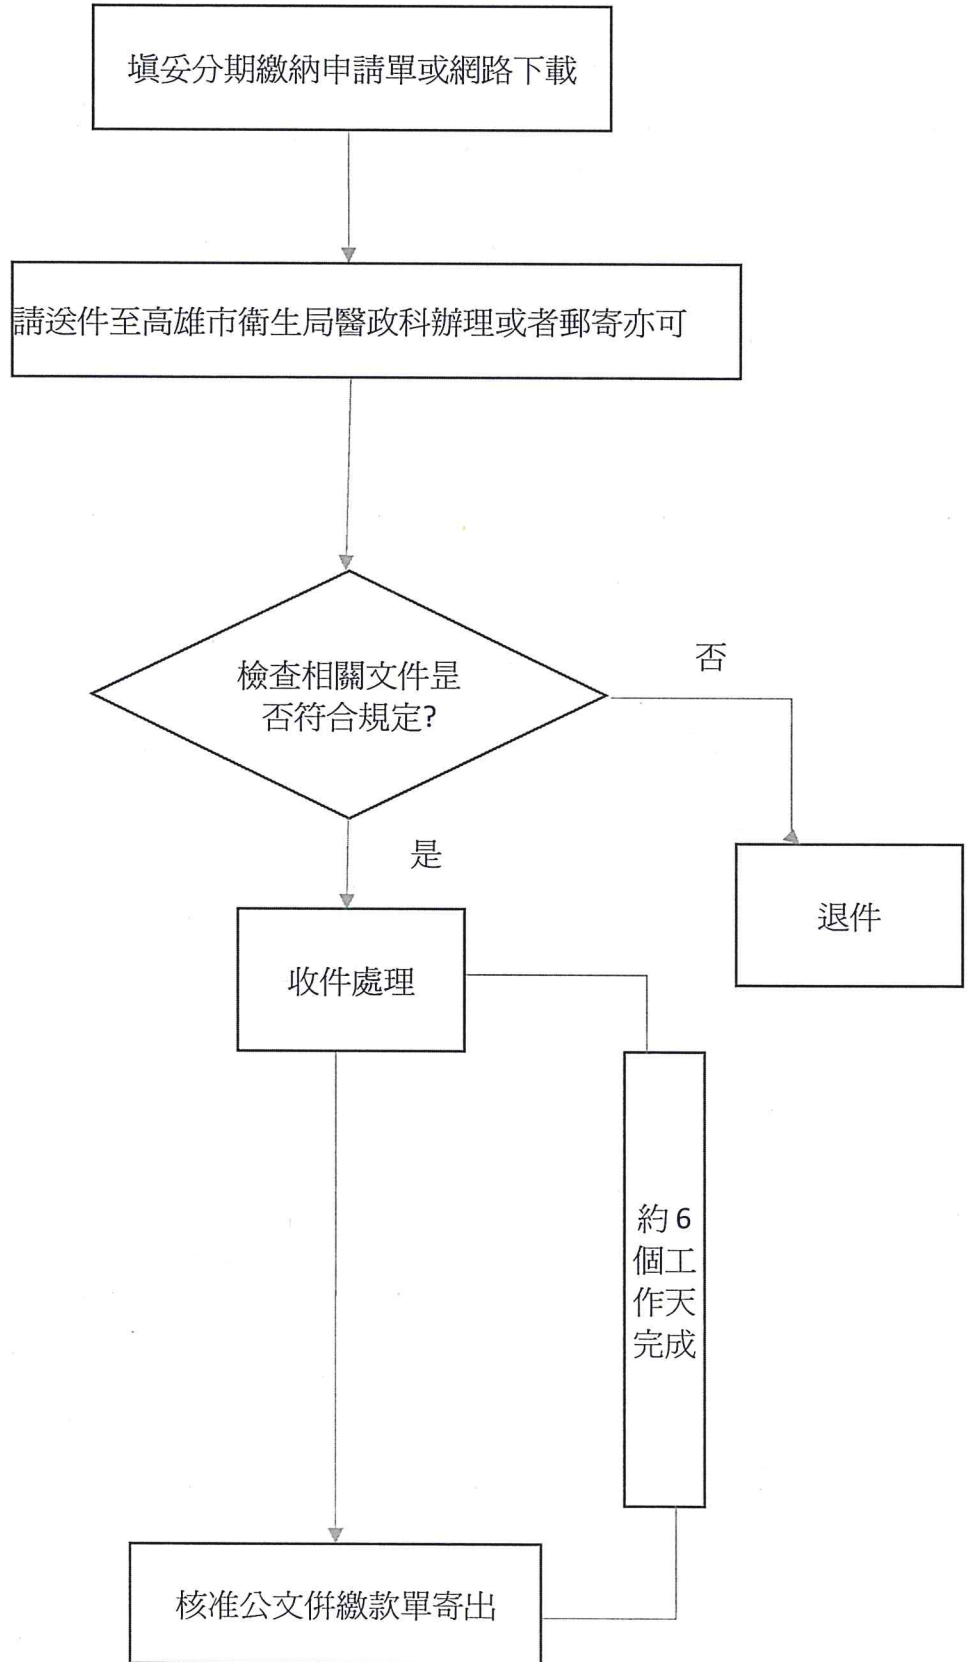 填妥分期繳納申請單或網路下載
請送件至高雄市衛生局醫政科辦理或者郵寄亦可
檢查相關文件是
否符合規定?
否
是
退件
收件處理
約 6
個工
作天
完成
核准公文併繳款單寄出